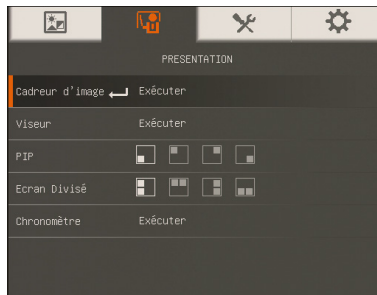 PRESENTATION
Cadreur d'image Exécuter
Viseur Exécuter
PIP
Ecran Divisé
Chronomètre Exécuter